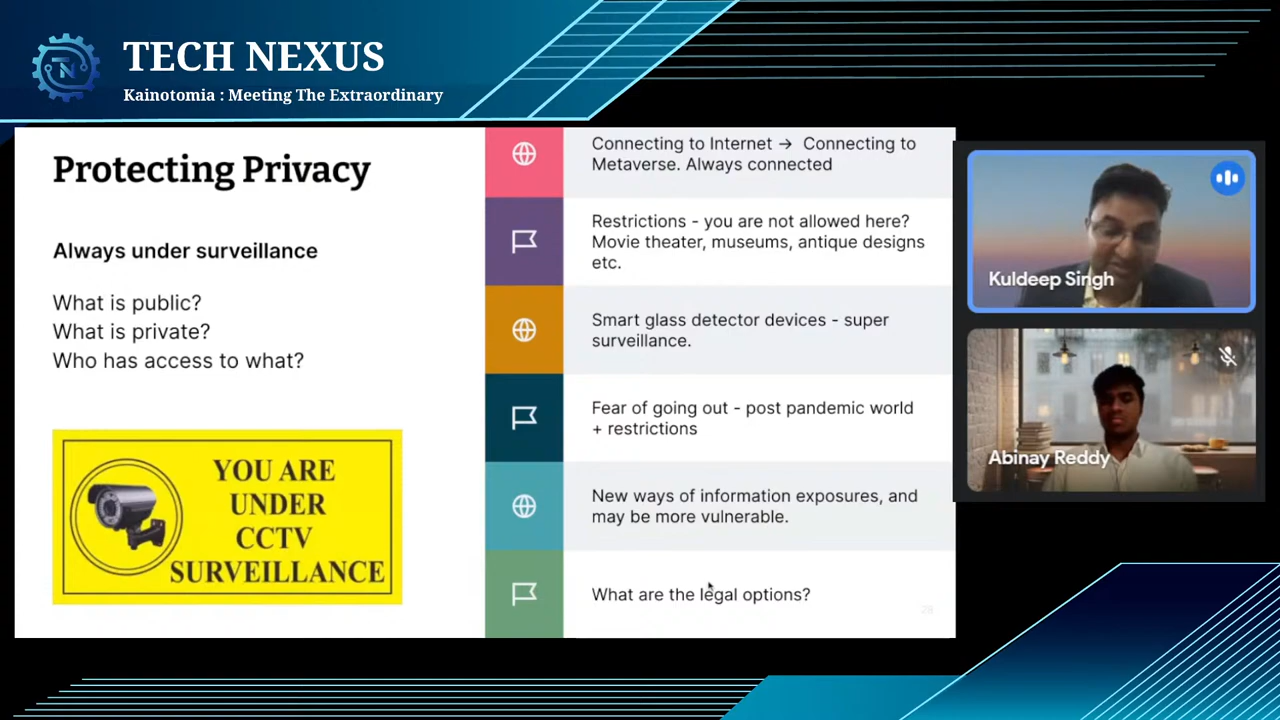 TECH NEXUS
Kainotomia : Meeting The Extraordinary
TN
Protecting Privacy
Always under surveillance
What is public?
What is private?
Who has access to what?
YOU ARE
UNDER
CCTV
SURVEILLANCE
Connecting to Internet → Connecting to
Metaverse. Always connected
Restrictions - you are not allowed here?
Movie theater, museums, antique designs
etc.
Smart glass detector devices - super
surveillance.
Fear of going out - post pandemic world
+ restrictions
New ways of information exposures, and
may be more vulnerable.
What are the legal options?
Kuldeep Singh
Abinay Reddy